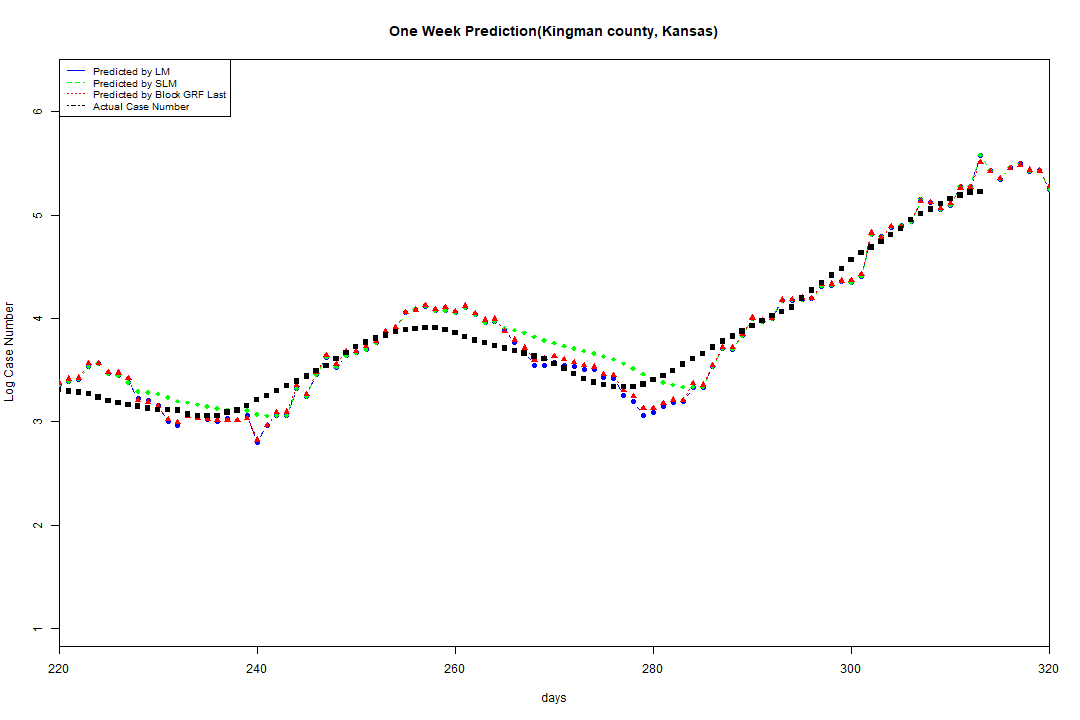 One Week Prediction(Kingman county, Kansas)
Predicted by LM
Predicted by SLM
Predicted by Block GRF Last
Actual Case Number
6
5
4
3
2
1
Log Case Number
220 240 260 280 300 320
days